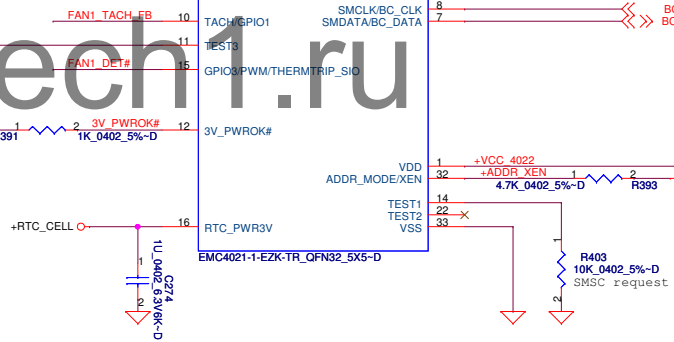 SMCLK/BC_CLK 8
BC
FAN1_TACH_FB 10 TACH/GPIO1 SMDATA/BC_DATA 7
BC
11 TEST3
FAN1_DET# 15 GPIO3/PWM/THERMTRIP_SIO
ech1.ru
391 1 2 3V_PWROK# 12 3V_PWROK#
1K_0402_5%~D
VDD 1 +VCC_4022
ADDR_MODE/XEN 32 +ADDR_XEN 1 2
4.7K_0402_5%~D R393
TEST1 14
TEST2 22
+RTC_CELL 16 RTC_PWR3V VSS 33
EMC4021-1-EZK-TR_QFN32_5X5~D
1
2
C274
1U_0402_6.3V6K~D
1
2
R403
10K_0402_5%~D
SMSC request